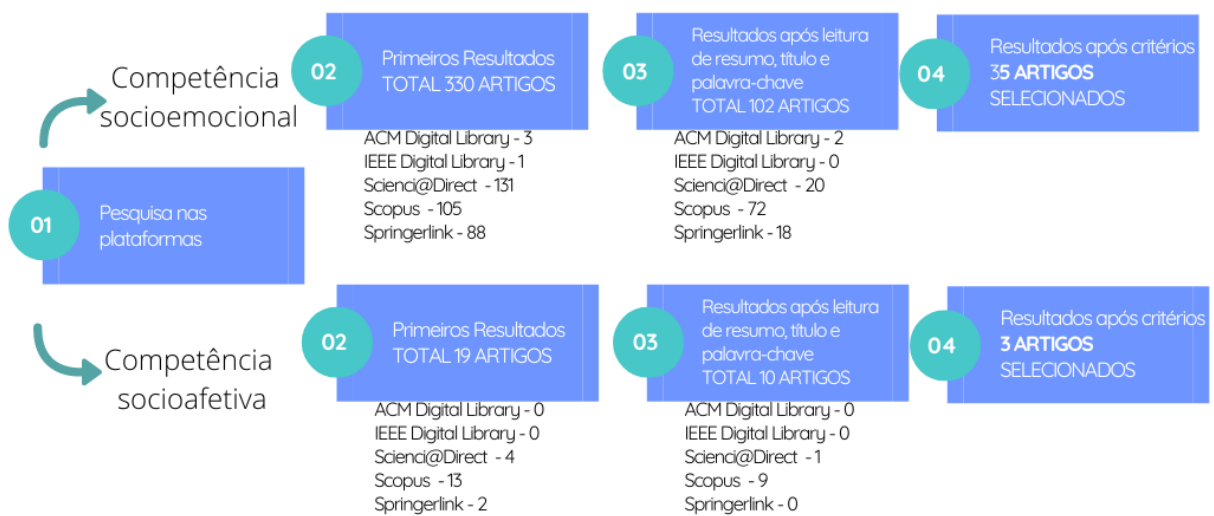 01
Pesquisa nas
plataformas
Competência
socioemocional
02
Primeiros Resultados
TOTAL 330 ARTIGOS
ACM Digital Library - 3
IEEE Digital Library - 1
Scienci@Direct - 131
Scopus - 105
Springerlink - 88
03
Resultados após leitura
de resumo, título e
palavra-chave
TOTAL 102 ARTIGOS
ACM Digital Library - 2
IEEE Digital Library - 0
Scienci@Direct - 20
Scopus - 72
Springerlink - 18
04
Resultados após critérios
35 ARTIGOS
SELECIONADOS
Competência
socioafetiva
02
Primeiros Resultados
TOTAL 19 ARTIGOS
ACM Digital Library - 0
IEEE Digital Library - 0
Scienci@Direct - 4
Scopus - 13
Springerlink - 2
03
Resultados após leitura
de resumo, título e
palavra-chave
TOTAL 10 ARTIGOS
ACM Digital Library - 0
IEEE Digital Library - 0
Scienci@Direct - 1
Scopus - 9
Springerlink - 0
04
Resultados após critérios
3 ARTIGOS
SELECIONADOS